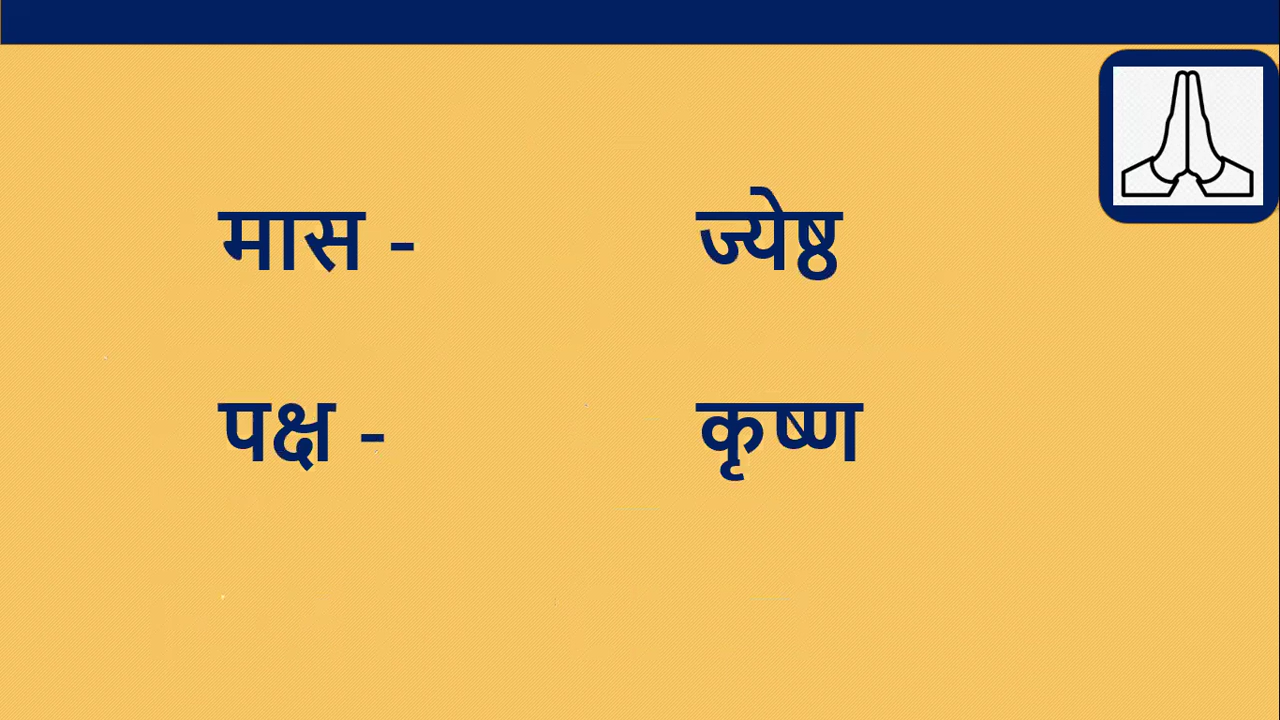 मास - ज्येष्ठ
पक्ष - कृष्ण